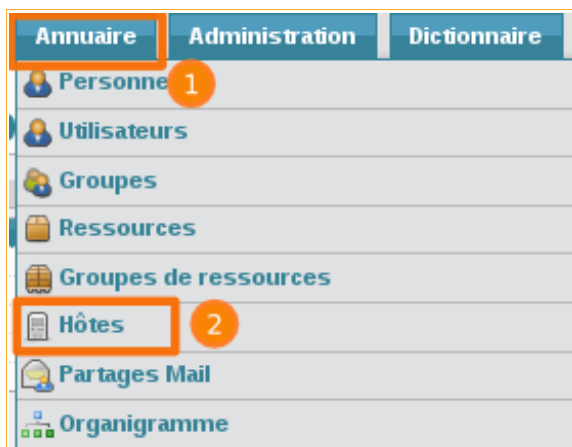 Annuaire Administration Dictionnaire
Personne 1
Utilisateurs
Groupes
Ressources
Groupes de ressources
Hôtes 2
Partages Mail
Organigramme